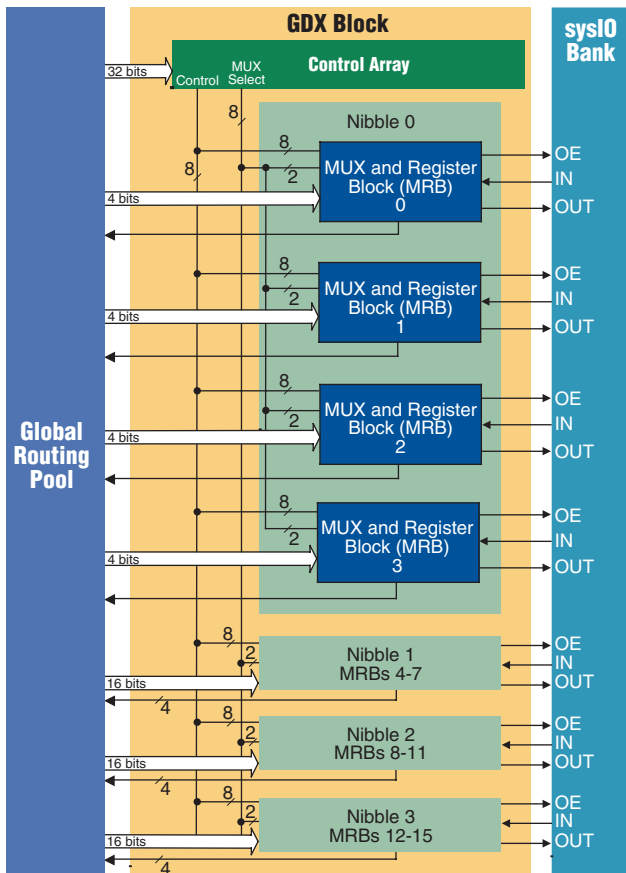 GDX Block
sysIO
Bank
Control Array
32 bits
Control
MUX
Select
8
8
Nibble 0
8
2
MUX and Register
Block (MRB)
0
4 bits
OE
IN
OUT
8
2
MUX and Register
Block (MRB)
1
4 bits
OE
IN
OUT
8
2
MUX and Register
Block (MRB)
2
4 bits
OE
IN
OUT
Global
Routing
Pool
8
2
MUX and Register
Block (MRB)
3
4 bits
OE
IN
OUT
8
2
Nibble 1
MRBs 4-7
16 bits
4
OE
IN
OUT
8
2
Nibble 2
MRBs 8-11
16 bits
4
OE
IN
OUT
8
2
Nibble 3
MRBs 12-15
16 bits
4
OE
IN
OUT